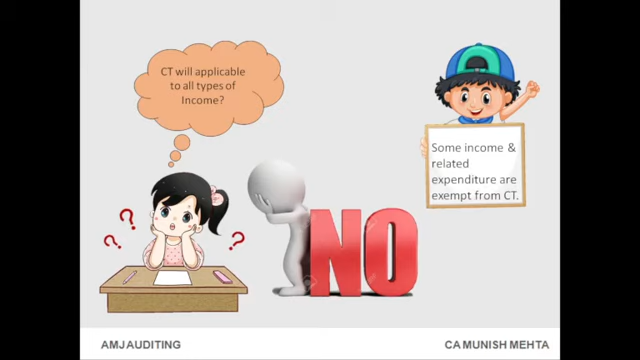 CT will applicable
to all types of
Income?
Some income &
related
expenditure are
exempt from CT.
NO
AMJ AUDITING
CA MUNISH MEHTA